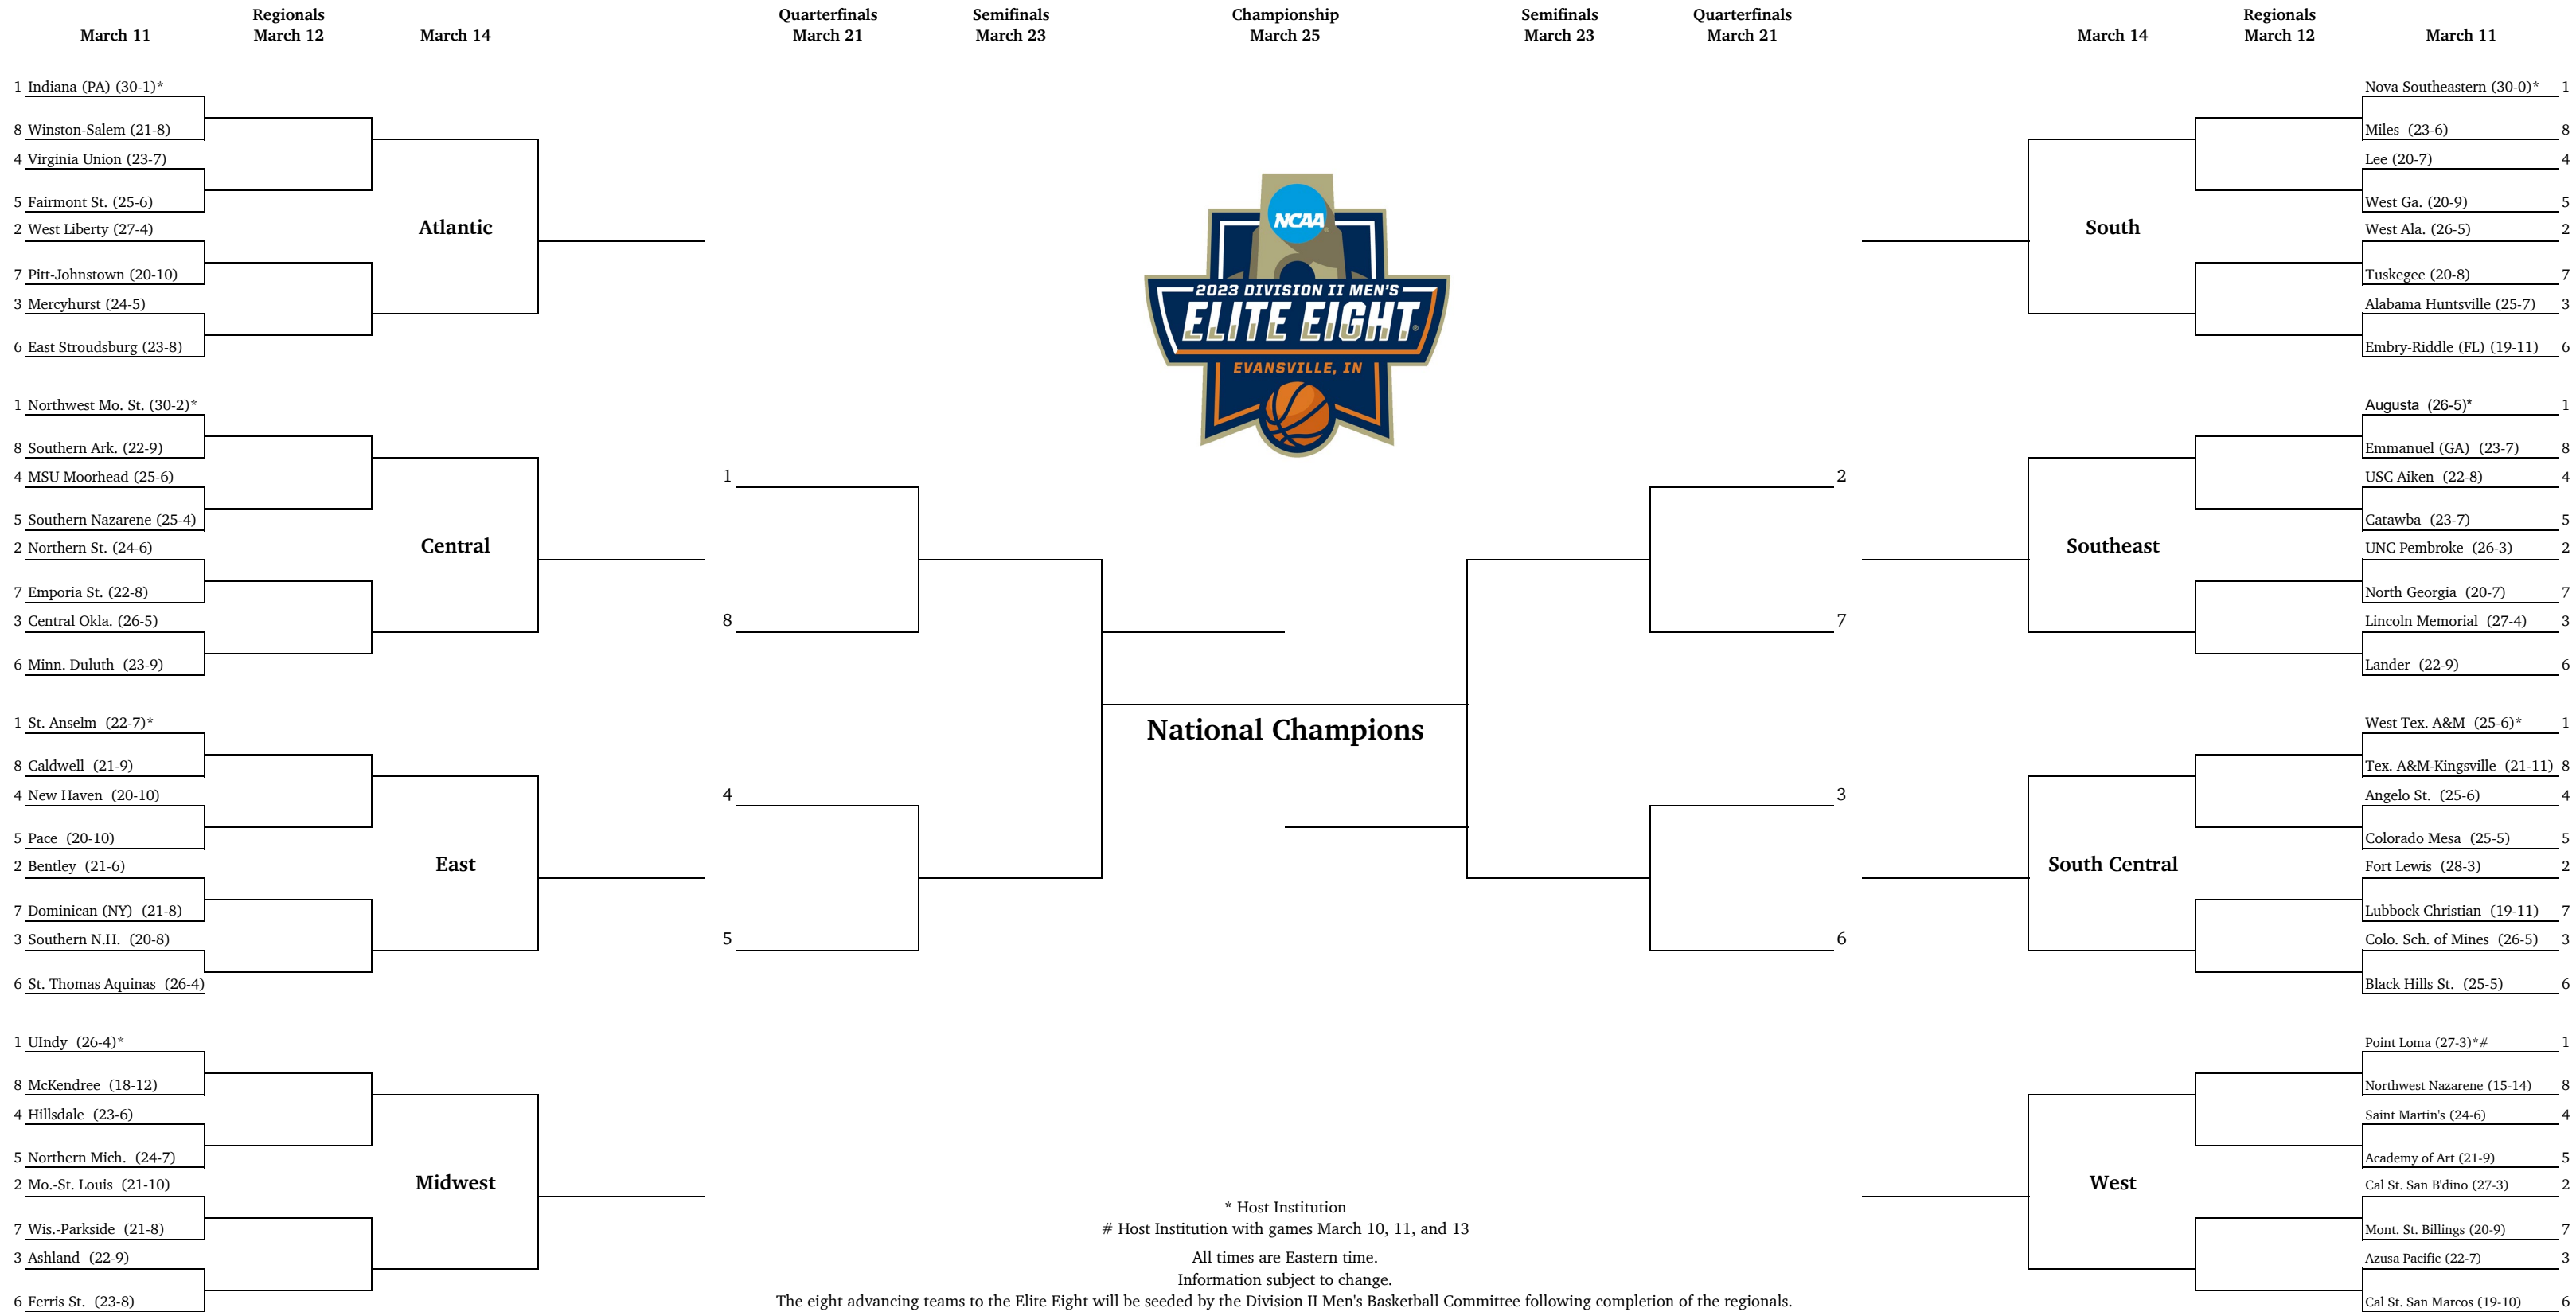 Regionals
March 11 March 12 March 14
Quarterfinals
March 21
Semifinals
March 23
Championship
March 25
Semifinals
March 23
Quarterfinals
March 21
Regionals
March 14 March 12 March 11
1 Indiana (PA) (30-1)*
8 Winston-Salem (21-8)
4 Virginia Union (23-7)
5 Fairmont St. (25-6)
2 West Liberty (27-4)
7 Pitt-Johnstown (20-10)
3 Mercyhurst (24-5)
6 East Stroudsburg (23-8)
Atlantic
1 Northwest Mo. St. (30-2)*
8 Southern Ark. (22-9)
4 MSU Moorhead (25-6)
5 Southern Nazarene (25-4)
2 Northern St. (24-6)
7 Emporia St. (22-8)
3 Central Okla. (26-5)
6 Minn. Duluth (23-9)
Central
1 St. Anselm (22-7)*
8 Caldwell (21-9)
4 New Haven (20-10)
5 Pace (20-10)
2 Bentley (21-6)
7 Dominican (NY) (21-8)
3 Southern N.H. (20-8)
6 St. Thomas Aquinas (26-4)
East
1 UIndy (26-4)*
8 McKendree (18-12)
4 Hillsdale (23-6)
5 Northern Mich. (24-7)
2 Mo.-St. Louis (21-10)
7 Wis.-Parkside (21-8)
3 Ashland (22-9)
6 Ferris St. (23-8)
Midwest
NCAA
2023 DIVISION II MEN'S
ELITE EIGHT®
EVANSVILLE, IN
1
8
4
5
National Champions
2
7
3
6
Nova Southeastern (30-0)* 1
Miles (23-6) 8
Lee (20-7) 4
West Ga. (20-9) 5
West Ala. (26-5) 2
Tuskegee (20-8) 7
Alabama Huntsville (25-7) 3
Embry-Riddle (FL) (19-11) 6
South
Augusta (26-5)* 1
Emmanuel (GA) (23-7) 8
USC Aiken (22-8) 4
Catawba (23-7) 5
UNC Pembroke (26-3) 2
North Georgia (20-7) 7
Lincoln Memorial (27-4) 3
Lander (22-9) 6
Southeast
West Tex. A&M (25-6)* 1
Tex. A&M-Kingsville (21-11) 8
Angelo St. (25-6) 4
Colorado Mesa (25-5) 5
Fort Lewis (28-3) 2
Lubbock Christian (19-11) 7
Colo. Sch. of Mines (26-5) 3
Black Hills St. (25-5) 6
South Central
Point Loma (27-3)*# 1
Northwest Nazarene (15-14) 8
Saint Martin's (24-6) 4
Academy of Art (21-9) 5
Cal St. San B'dino (27-3) 2
Mont. St. Billings (20-9) 7
Azusa Pacific (22-7) 3
Cal St. San Marcos (19-10) 6
West
* Host Institution
# Host Institution with games March 10, 11, and 13
All times are Eastern time.
Information subject to change.
The eight advancing teams to the Elite Eight will be seeded by the Division II Men's Basketball Committee following completion of the regionals.